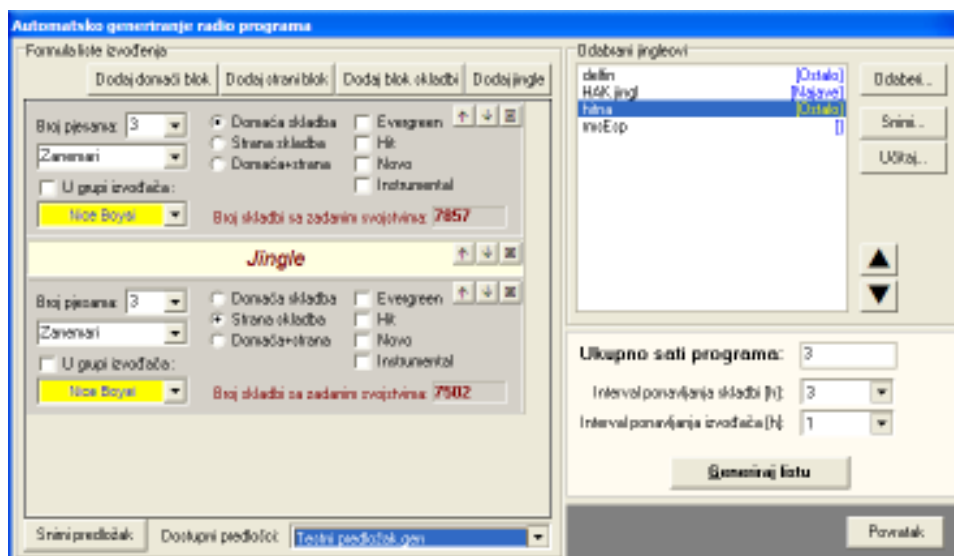 Automatsko generiranje radio programa
Formula liste izvođenja
Dodaj domaći blok
Dodaj strani blok
Dodaj blok skladbi
Dodaj jingle
Broj pjesama: 3
Zanemari
U grupi izvođača:
Nice Boysi
Domaća skladba
Strana skladba
Domaća+strana
Evergreen
Hit
Novo
Instrumental
Broj skladbi sa zadanim svojstvima: 7857
Jingle
Broj pjesama: 3
Zanemari
U grupi izvođača:
Nice Boysi
Domaća skladba
Strana skladba
Domaća+strana
Evergreen
Hit
Novo
Instrumental
Broj skladbi sa zadanim svojstvima: 7502
Snimi predložak
Dostupni predlošci:
Testni predložak.gen
Odabrani jingleovi
delfin [Ostalo]
HAK jingl [Najave]
hitna [Ostalo]
[]
Odaberi...
Snimi...
Učitaj...
Ukupno sati programa: 3
Interval ponavljanja skladbi [h]: 3
Interval ponavljanja izvođača [h]: 1
Generiraj listu
Povratak